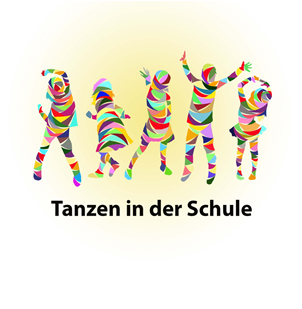 Tanzen in der Schule